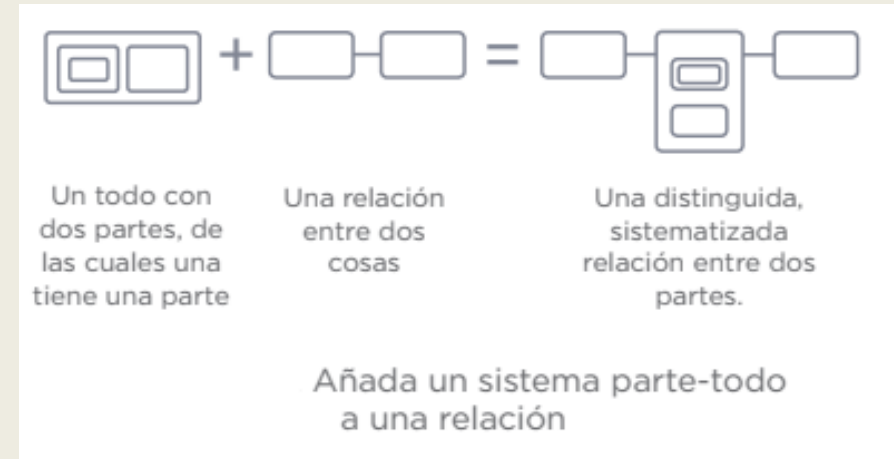 +
=
Un todo con
dos partes, de
las cuales una
tiene una parte
Una relación
entre dos
cosas
Una distinguida,
sistematizada
relación entre dos
partes.
Añada un sistema parte-todo
a una relación